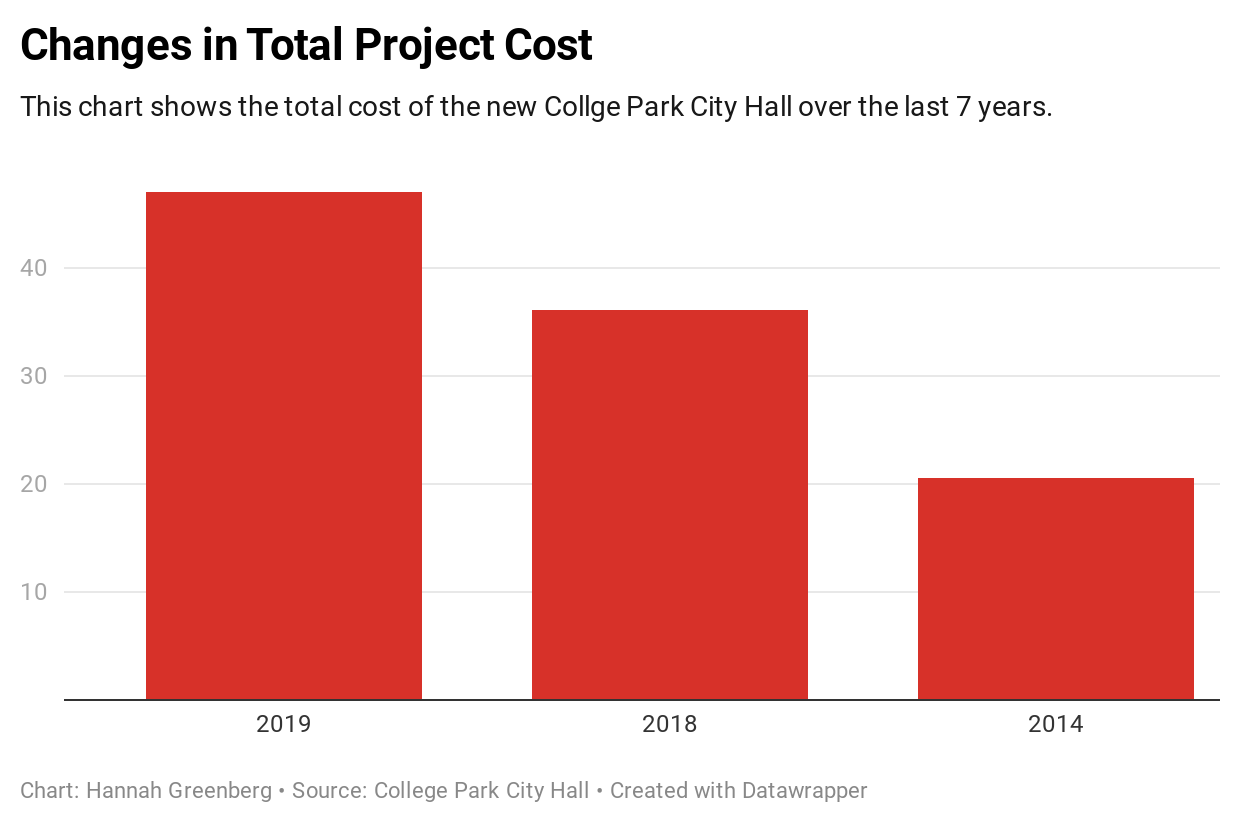 Changes in Total Project Cost
This chart shows the total cost of the new Collge Park City Hall over the last 7 years.
40
30
20
10
2019 2018 2014
Chart: Hannah Greenberg • Source: College Park City Hall • Created with Datawrapper